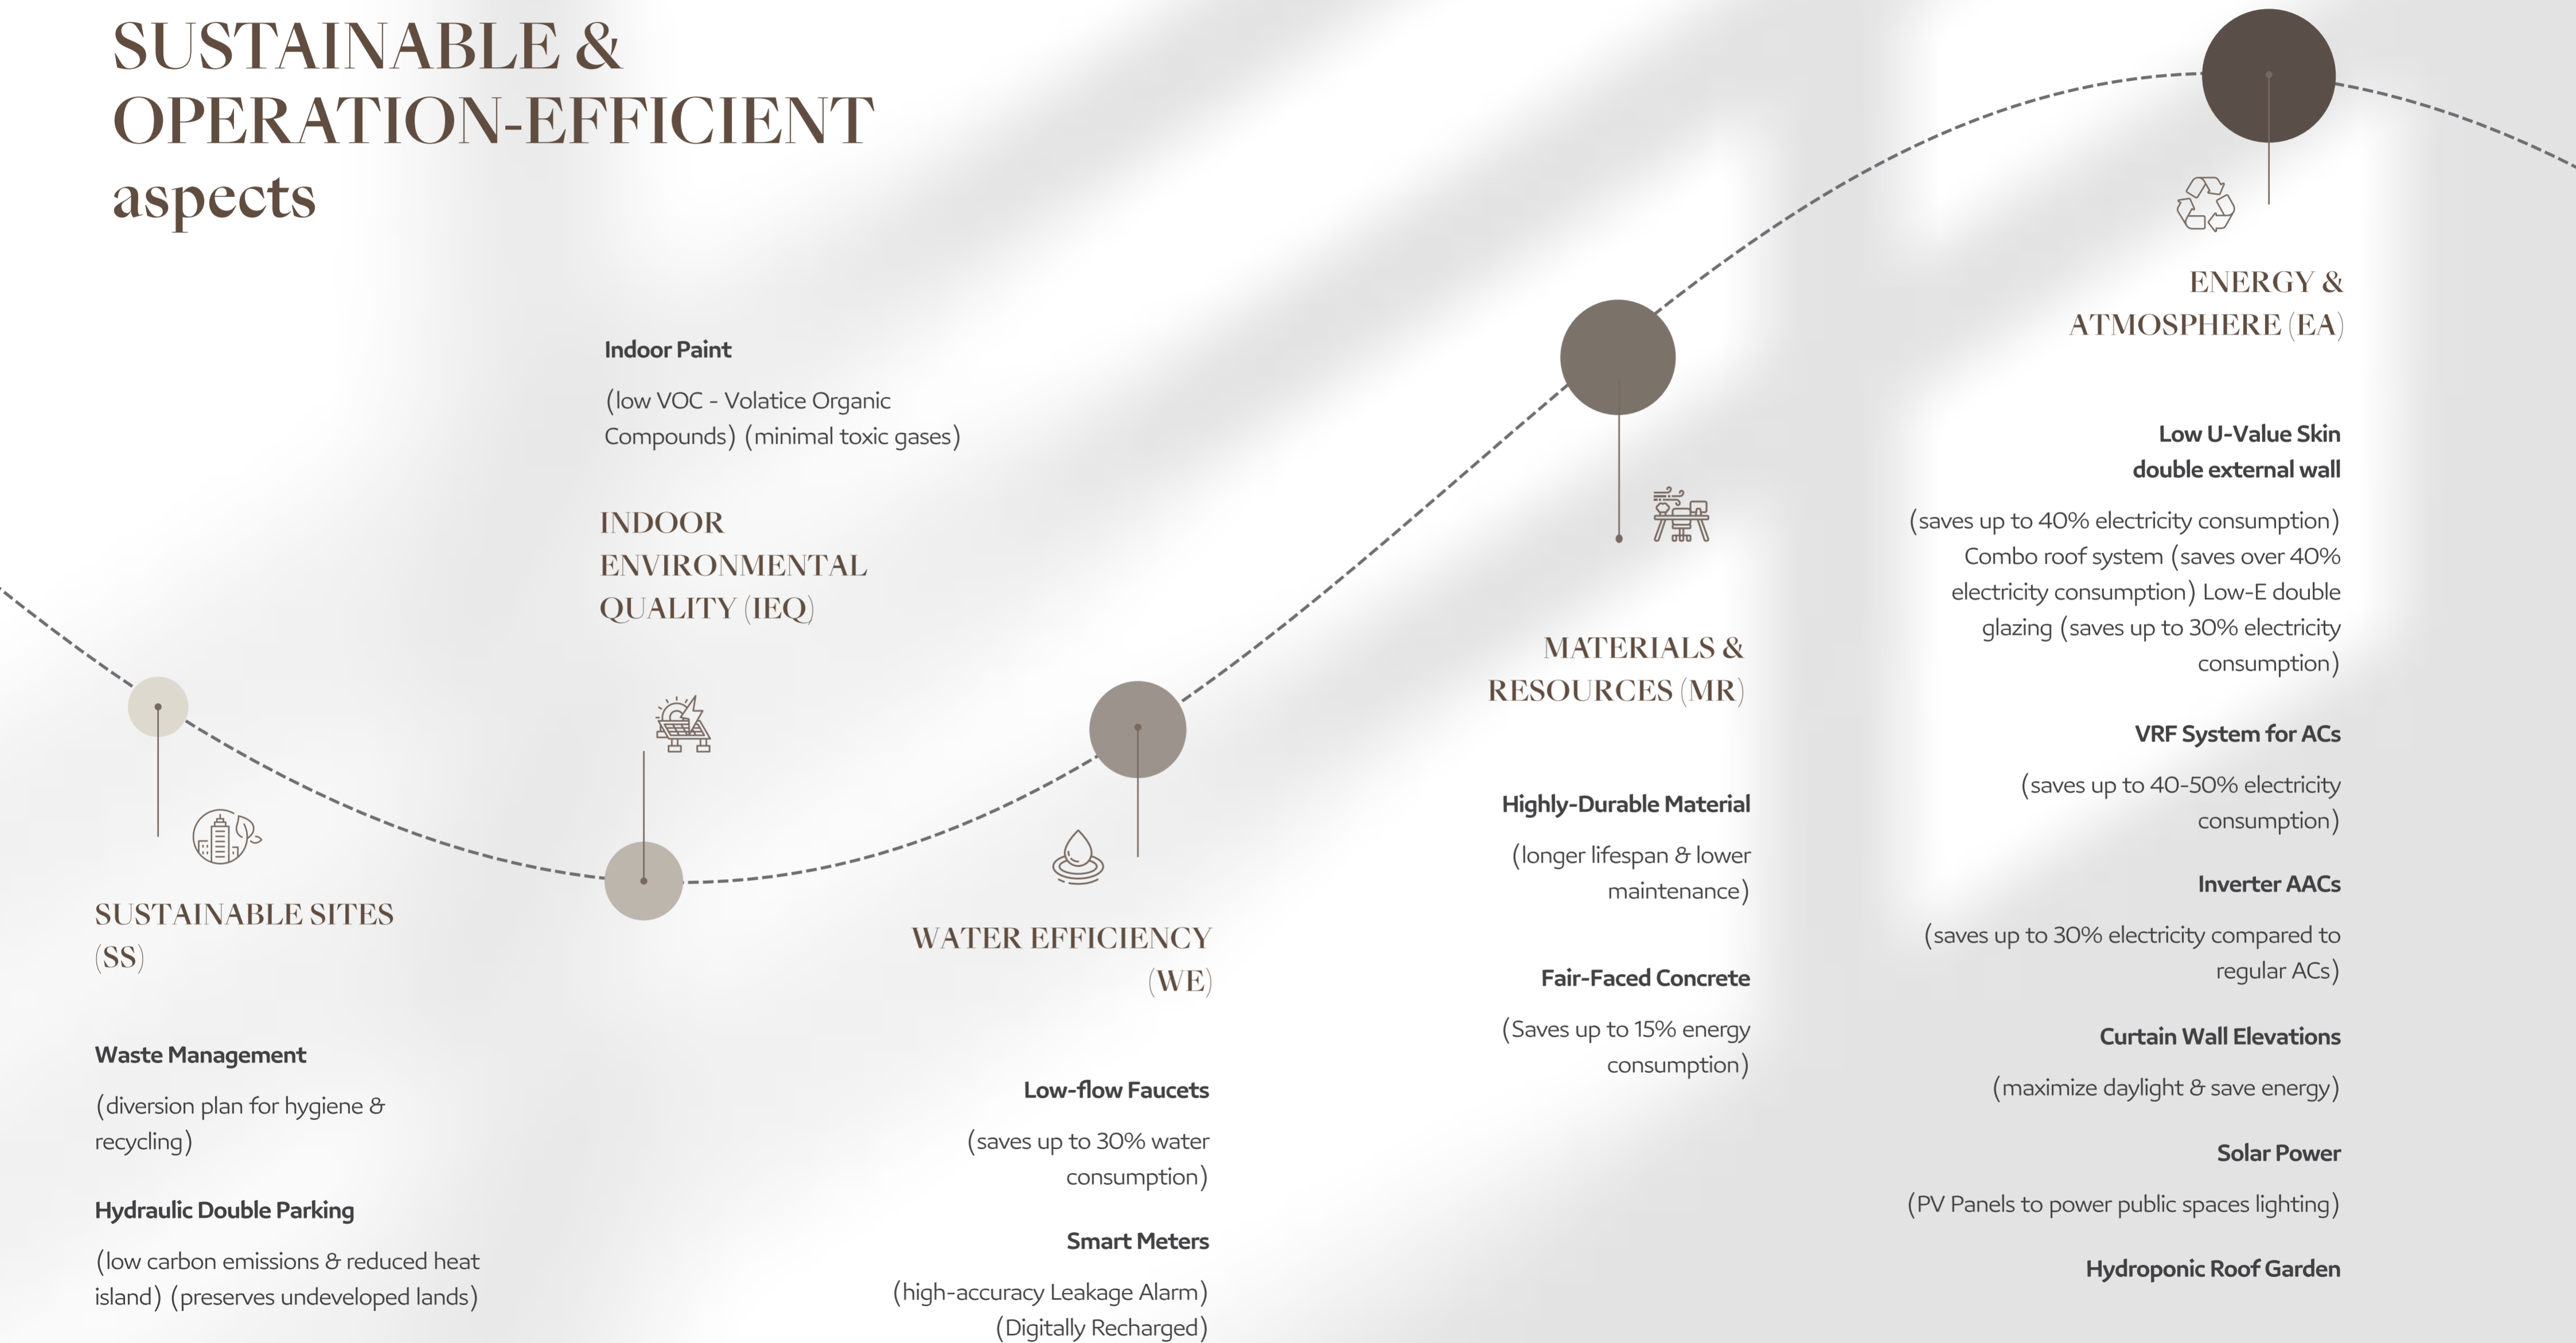 SUSTAINABLE &
OPERATION-EFFICIENT
aspects
SUSTAINABLE SITES
(SS)
Waste Management
(diversion plan for hygiene &
recycling)
Hydraulic Double Parking
(low carbon emissions & reduced heat
island) (preserves undeveloped lands)
Indoor Paint
(low VOC - Volatice Organic
Compounds) (minimal toxic gases)
INDOOR
ENVIRONMENTAL
QUALITY (IEQ)
WATER EFFICIENCY
(WE)
Low-flow Faucets
(saves up to 30% water
consumption)
Smart Meters
(high-accuracy Leakage Alarm)
(Digitally Recharged)
MATERIALS &
RESOURCES (MR)
Highly-Durable Material
(longer lifespan & lower
maintenance)
Fair-Faced Concrete
(Saves up to 15% energy
consumption)
ENERGY &
ATMOSPHERE (EA)
Low U-Value Skin
double external wall
(saves up to 40% electricity consumption)
Combo roof system (saves over 40%
electricity consumption) Low-E double
glazing (saves up to 30% electricity
consumption)
VRF System for ACs
(saves up to 40-50% electricity
consumption)
Inverter AACs
(saves up to 30% electricity compared to
regular ACs)
Curtain Wall Elevations
(maximize daylight & save energy)
Solar Power
(PV Panels to power public spaces lighting)
Hydroponic Roof Garden